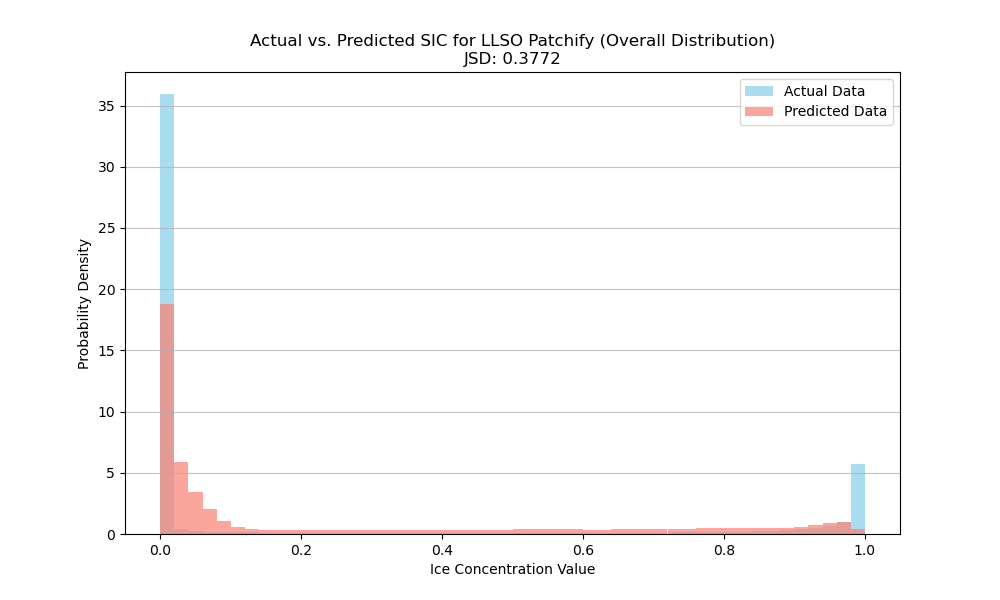 Actual vs. Predicted SIC for LLSO Patchify (Overall Distribution)
JSD: 0.3772
Actual Data
Predicted Data
35
30
25
20
15
10
5
0
Probability Density
0.0 0.2 0.4 0.6 0.8 1.0
Ice Concentration Value